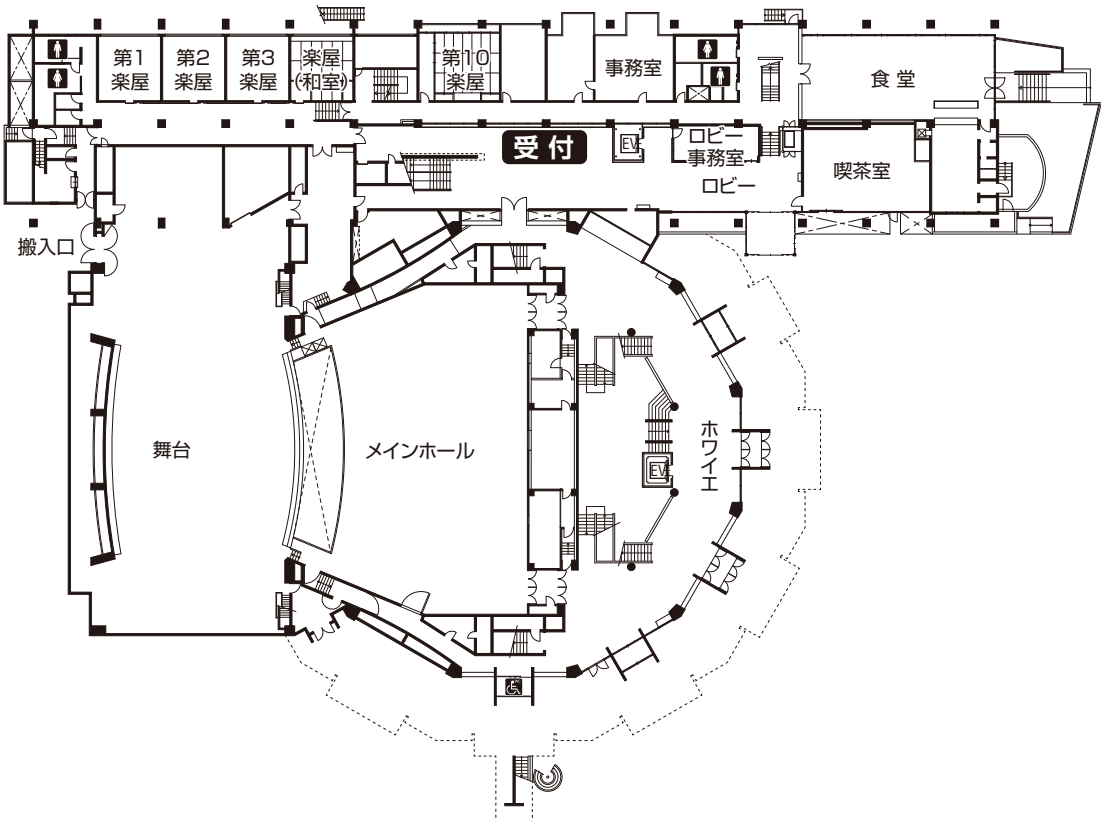 第1
楽屋
第2
楽屋
第3
楽屋
楽屋
(和室)
第10
楽屋
事務室
食堂
受付
EV
ロビー
事務室
ロビー
喫茶室
搬入口
舞台
メインホール
ホワイエ
EV